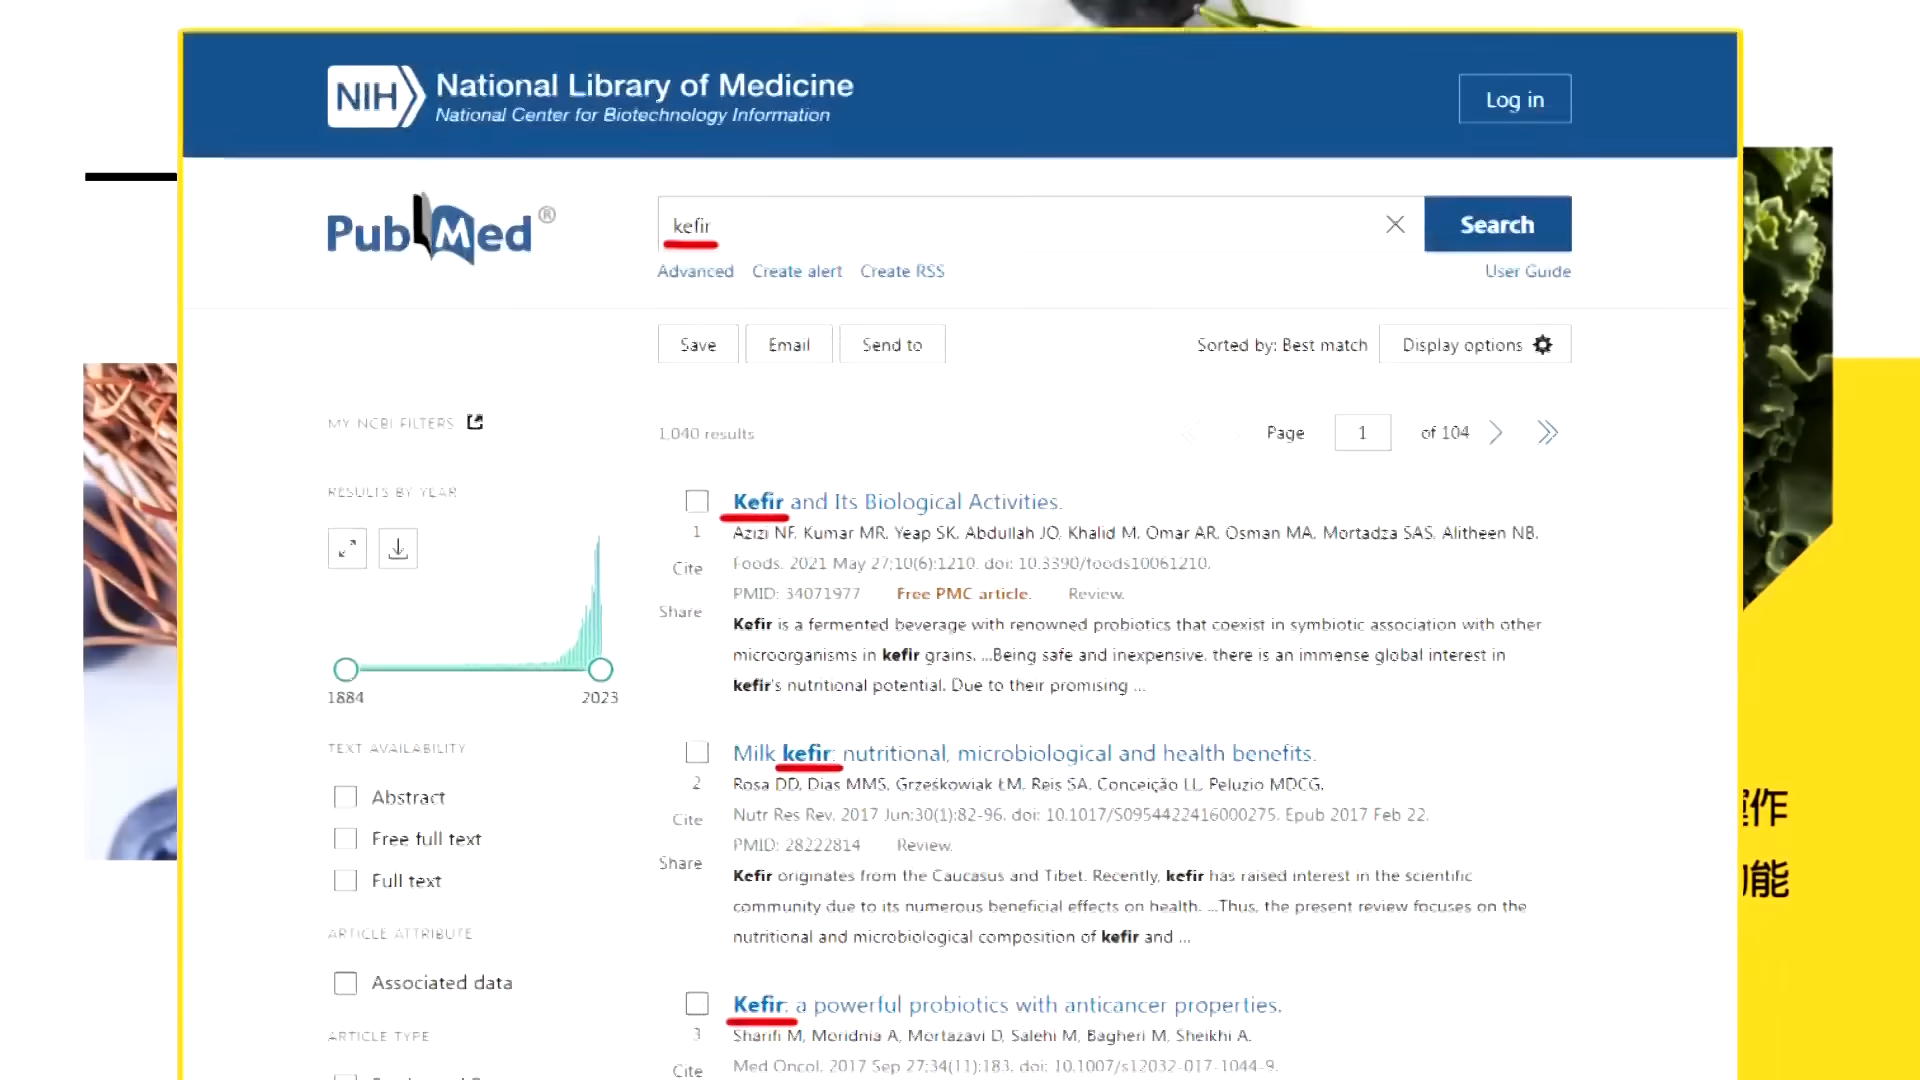 NIH National Library of Medicine
National Center for Biotechnology Information
Log in
PubMed®
kefir
Search
Advanced Create alert Create RSS
User Guide
Save Email Send to
Sorted by: Best match
Display options
MY NCBI FILTERS
1,040 results
Page 1 of 104
RESULTS BY YEAR
1884 2023
TEXT AVAILABILITY
Abstract
Free full text
Full text
ARTICLE ATTRIBUTE
Associated data
ARTICLE TYPE
Kefir and Its Biological Activities.
1 Azizi NF, Kumar MR, Yeap SK, Abdullah JO, Khalid M, Omar AR, Osman MA, Mortadza SAS, Alitheen NB.
Cite Foods. 2021 May 27;10(6):1210. doi: 10.3390/foods10061210.
PMID: 34071977 Free PMC article. Review.
Share
Kefir is a fermented beverage with renowned probiotics that coexist in symbiotic association with other
microorganisms in kefir grains. ...Being safe and inexpensive, there is an immense global interest in
kefir's nutritional potential. Due to their promising ...
Milk kefir: nutritional, microbiological and health benefits.
2 Rosa DD, Dias MMS, Grześkowiak ŁM, Reis SA, Conceição LL, Peluzio MDCG.
Cite Nutr Res Rev. 2017 Jun;30(1):82-96. doi: 10.1017/S0954422416000275. Epub 2017 Feb 22.
PMID: 28222814 Review.
Share
Kefir originates from the Caucasus and Tibet. Recently, kefir has raised interest in the scientific
community due to its numerous beneficial effects on health. ...Thus, the present review focuses on the
nutritional and microbiological composition of kefir and ...
Kefir: a powerful probiotics with anticancer properties.
3 Sharifi M, Moridnia A, Mortazavi D, Salehi M, Bagheri M, Sheikhi A.
Cite Med Oncol. 2017 Sep 27;34(11):183. doi: 10.1007/s12032-017-1044-9.
作
能